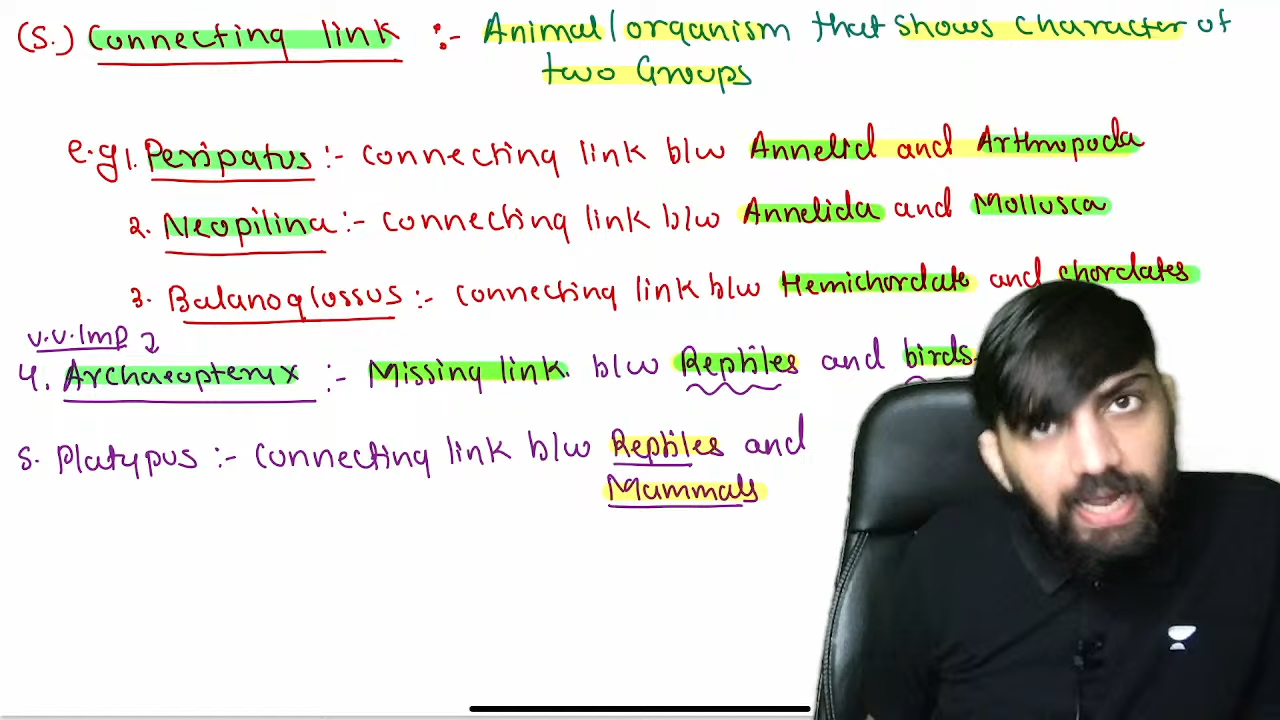 (5.) Connecting link :- Animal/organism that shows character of
two Groups
e.g 1. Peripatus :- connecting link b/w Annelid and Arthropoda
2. Neopilina :- connecting link b/w Annelida and Mollusca
3. Balanoglossus :- connecting link b/w Hemichordate and chordates
v.v.Imp
4. Archaeopteryx :- Missing link. b/w Reptiles and birds.
5. Platypus :- connecting link b/w Reptiles and
Mammals